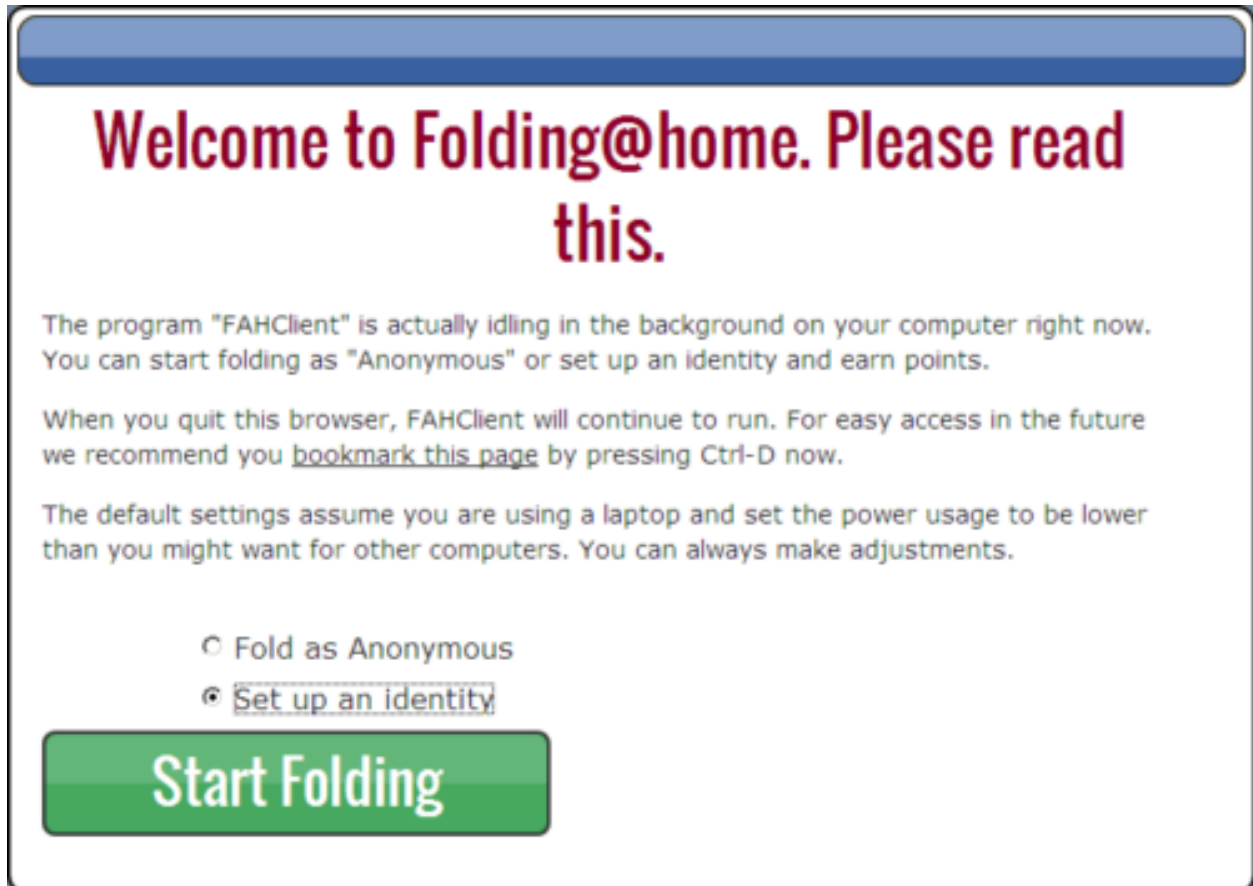 Welcome to Folding@home. Please read
this.
The program "FAHClient" is actually idling in the background on your computer right now.
You can start folding as "Anonymous" or set up an identity and earn points.
When you quit this browser, FAHClient will continue to run. For easy access in the future
we recommend you bookmark this page by pressing Ctrl-D now.
The default settings assume you are using a laptop and set the power usage to be lower
than you might want for other computers. You can always make adjustments.
Fold as Anonymous
Set up an identity
Start Folding